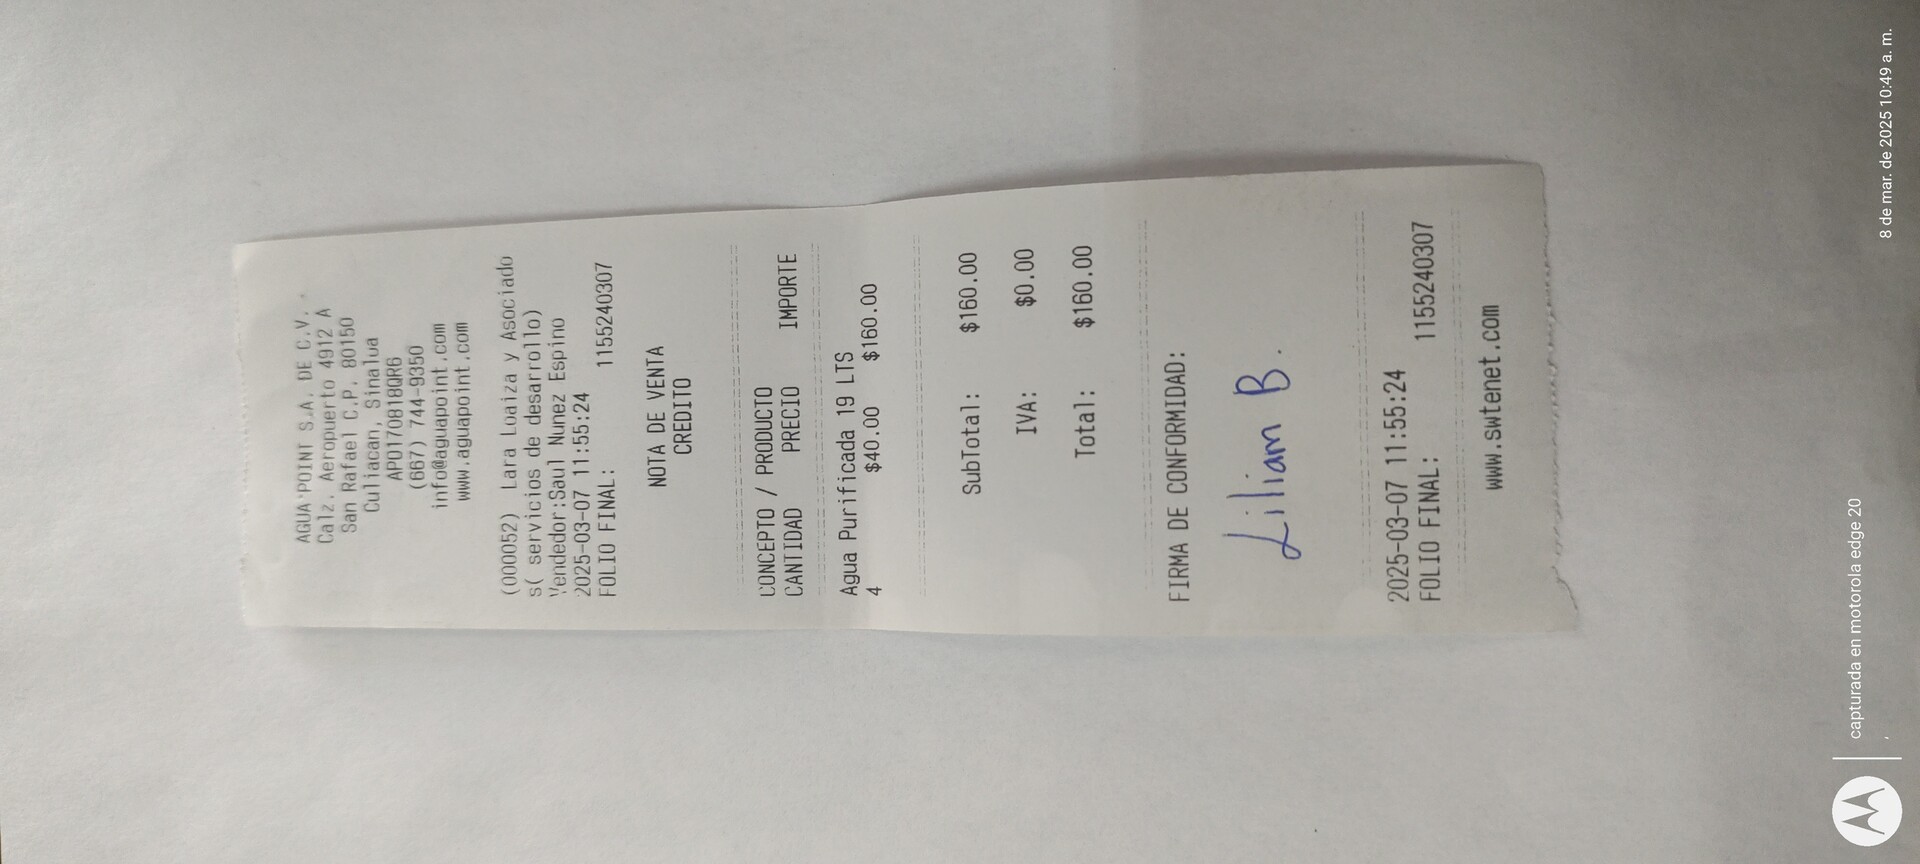 AGUA POINT S.A. DE C.V.
Calz. Aeropuerto 4912 A
San Rafael C.P. 80150
Culiacan, Sinalua
APO170818QR6
(667) 744-9350
info@aguapoint.com
www.aguapoint.com
(000052) Lara Loaiza y Asociado
s( servicios de desarrollo)
Vendedor:Saul Nunez Espino
2025-03-07 11:55:24
FOLIO FINAL: 1155240307
NOTA DE VENTA
CREDITO
CONCEPTO / PRODUCTO
CANTIDAD PRECIO IMPORTE
Agua Purificada 19 LTS
4 $40.00 $160.00
SubTotal: $160.00
IVA: $0.00
Total: $160.00
FIRMA DE CONFORMIDAD:
Liliam B.
2025-03-07 11:55:24
FOLIO FINAL: 1155240307
www.swtenet.com
capturada en motorola edge 20
8 de mar. de 2025 10:49 a. m.